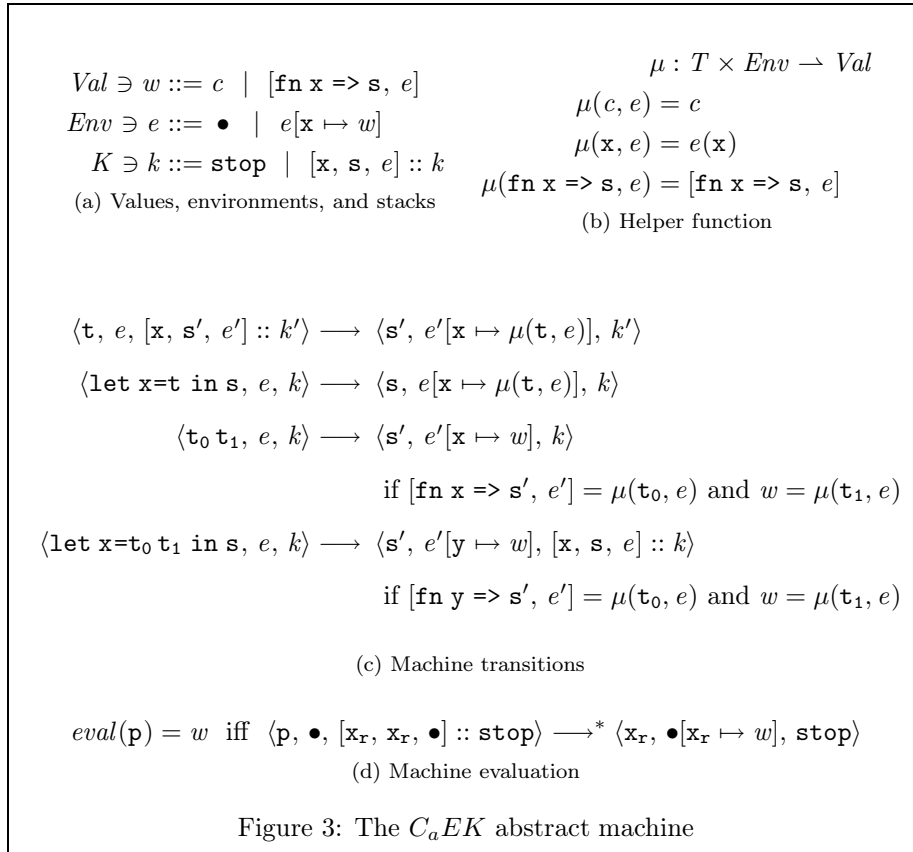 Val ∋ w ::= c | [fn x => s, e]
Env ∋ e ::= • | e[x ↦ w]
K ∋ k ::= stop | [x, s, e] :: k
(a) Values, environments, and stacks
μ : T × Env ⇀ Val
μ(c, e) = c
μ(x, e) = e(x)
μ(fn x => s, e) = [fn x => s, e]
(b) Helper function
⟨t, e, [x, s′, e′] :: k′⟩ ⟶ ⟨s′, e′[x ↦ μ(t, e)], k′⟩
⟨let x=t in s, e, k⟩ ⟶ ⟨s, e[x ↦ μ(t, e)], k⟩
⟨t₀ t₁, e, k⟩ ⟶ ⟨s′, e′[x ↦ w], k⟩
if [fn x => s′, e′] = μ(t₀, e) and w = μ(t₁, e)
⟨let x=t₀ t₁ in s, e, k⟩ ⟶ ⟨s′, e′[y ↦ w], [x, s, e] :: k⟩
if [fn y => s′, e′] = μ(t₀, e) and w = μ(t₁, e)
(c) Machine transitions
eval(p) = w iff ⟨p, •, [xᵣ, xᵣ, •] :: stop⟩ ⟶* ⟨xᵣ, •[xᵣ ↦ w], stop⟩
(d) Machine evaluation
Figure 3: The CₐEK abstract machine